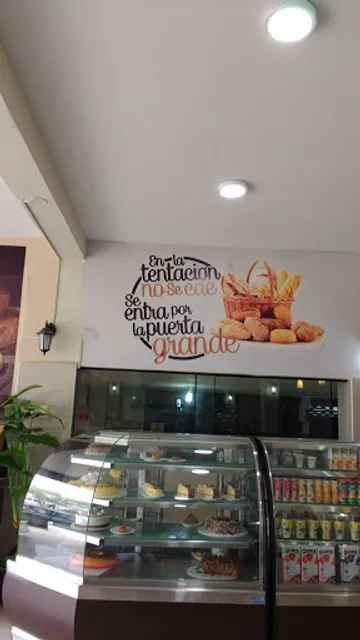 En la
tentación
no se cae
Se
entra por
la puerta
grande